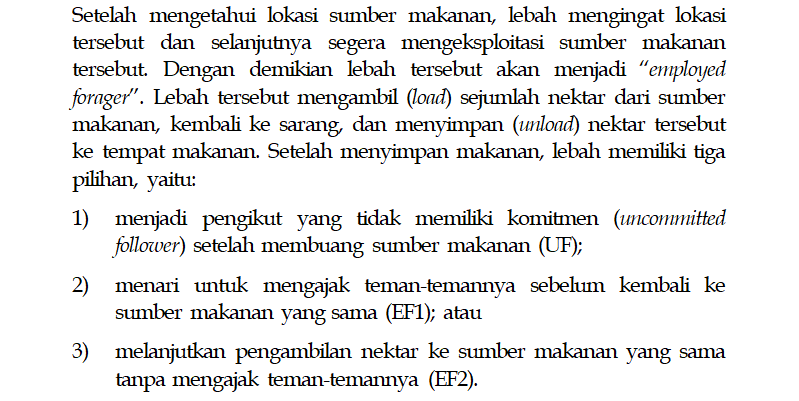 Setelah mengetahui lokasi sumber makanan, lebah mengingat lokasi
tersebut dan selanjutnya segera mengeksploitasi sumber makanan
tersebut. Dengan demikian lebah tersebut akan menjadi “employed
forager”. Lebah tersebut mengambil (load) sejumlah nektar dari sumber
makanan, kembali ke sarang, dan menyimpan (unload) nektar tersebut
ke tempat makanan. Setelah menyimpan makanan, lebah memiliki tiga
pilihan, yaitu:
1) menjadi pengikut yang tidak memiliki komitmen (uncommitted
follower) setelah membuang sumber makanan (UF);
2) menari untuk mengajak teman-temannya sebelum kembali ke
sumber makanan yang sama (EF1); atau
3) melanjutkan pengambilan nektar ke sumber makanan yang sama
tanpa mengajak teman-temannya (EF2).